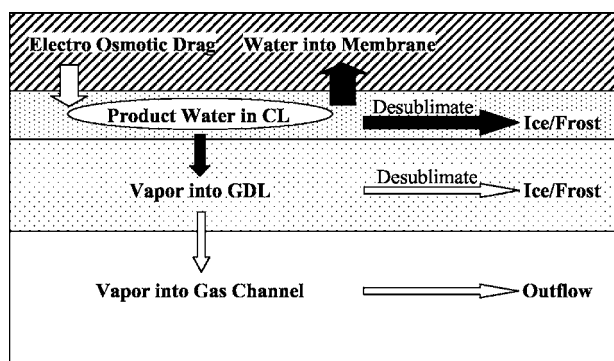 Electro Osmotic Drag Water into Membrane
Product Water in CL
Desublimate
Ice/Frost
Vapor into GDL
Desublimate
Ice/Frost
Vapor into Gas Channel
Outflow